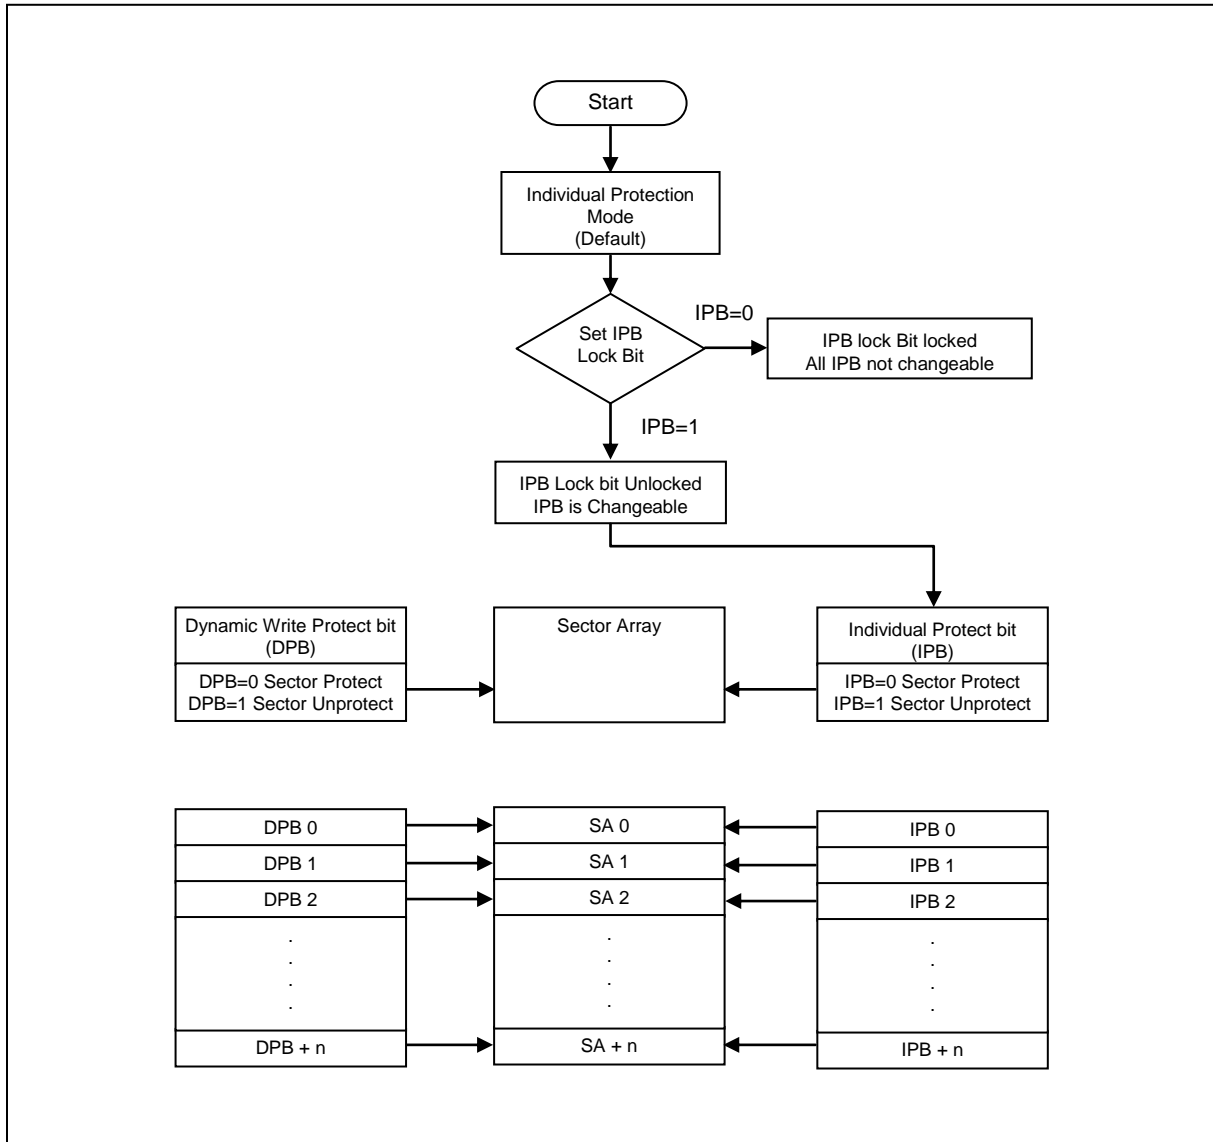 Start
Individual Protection
Mode
(Default)
IPB=0
Set IPB
Lock Bit
IPB lock Bit locked
All IPB not changeable
IPB=1
IPB Lock bit Unlocked
IPB is Changeable
Dynamic Write Protect bit
(DPB)
DPB=0 Sector Protect
DPB=1 Sector Unprotect
Sector Array
Individual Protect bit
(IPB)
IPB=0 Sector Protect
IPB=1 Sector Unprotect
DPB 0
SA 0
IPB 0
DPB 1
SA 1
IPB 1
DPB 2
SA 2
IPB 2
. . .
. . .
. . .
. . .
DPB + n
SA + n
IPB + n